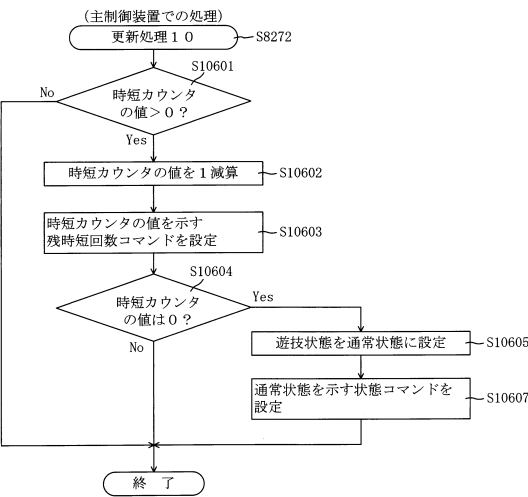 (主制御装置での処理)
更新処理１０
S8272
S10601
時短カウンタ
の値＞０？
No
Yes
時短カウンタの値を１減算
S10602
時短カウンタの値を示す
残時短回数コマンドを設定
S10603
S10604
時短カウンタ
の値は０？
Yes
No
遊技状態を通常状態に設定
S10605
通常状態を示す状態コマンドを
設定
S10607
終 了